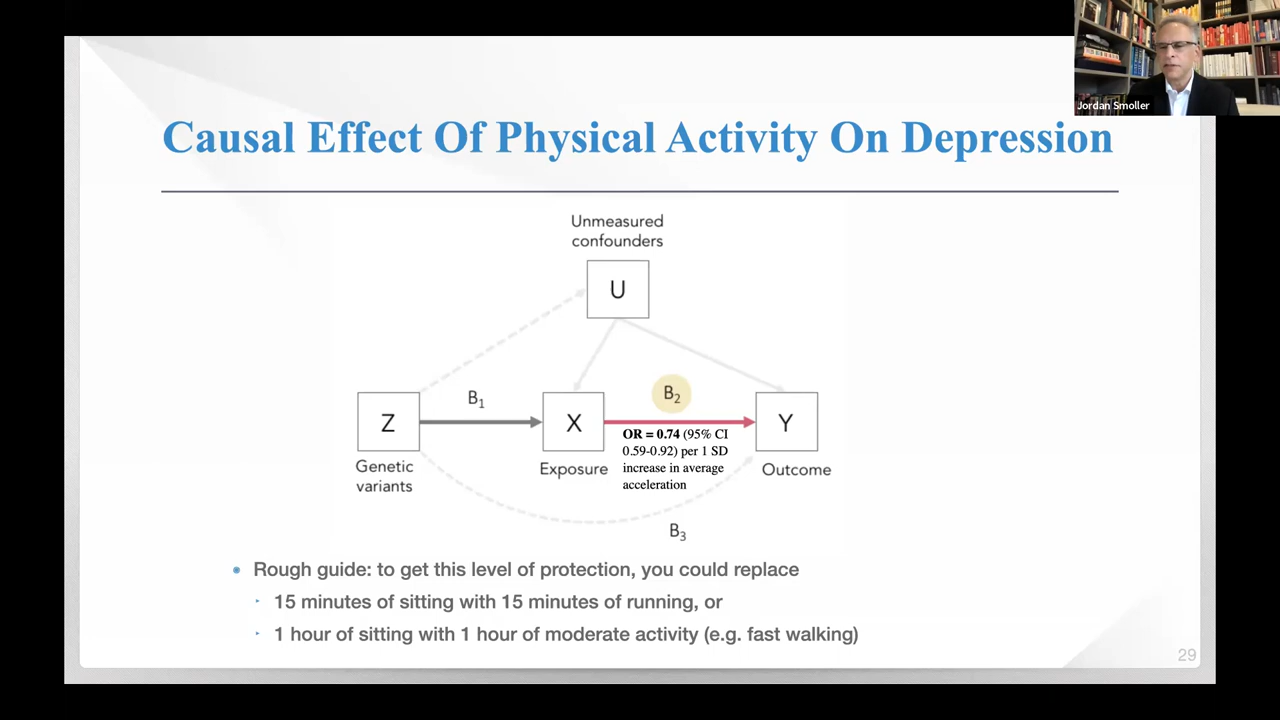 Jordan Smoller
Causal Effect Of Physical Activity On Depression
Unmeasured
confounders
U
B1
B2
Z
X
Y
OR = 0.74 (95% CI
0.59-0.92) per 1 SD
increase in average
acceleration
Genetic
variants
Exposure
Outcome
B3
Rough guide: to get this level of protection, you could replace
15 minutes of sitting with 15 minutes of running, or
1 hour of sitting with 1 hour of moderate activity (e.g. fast walking)
29